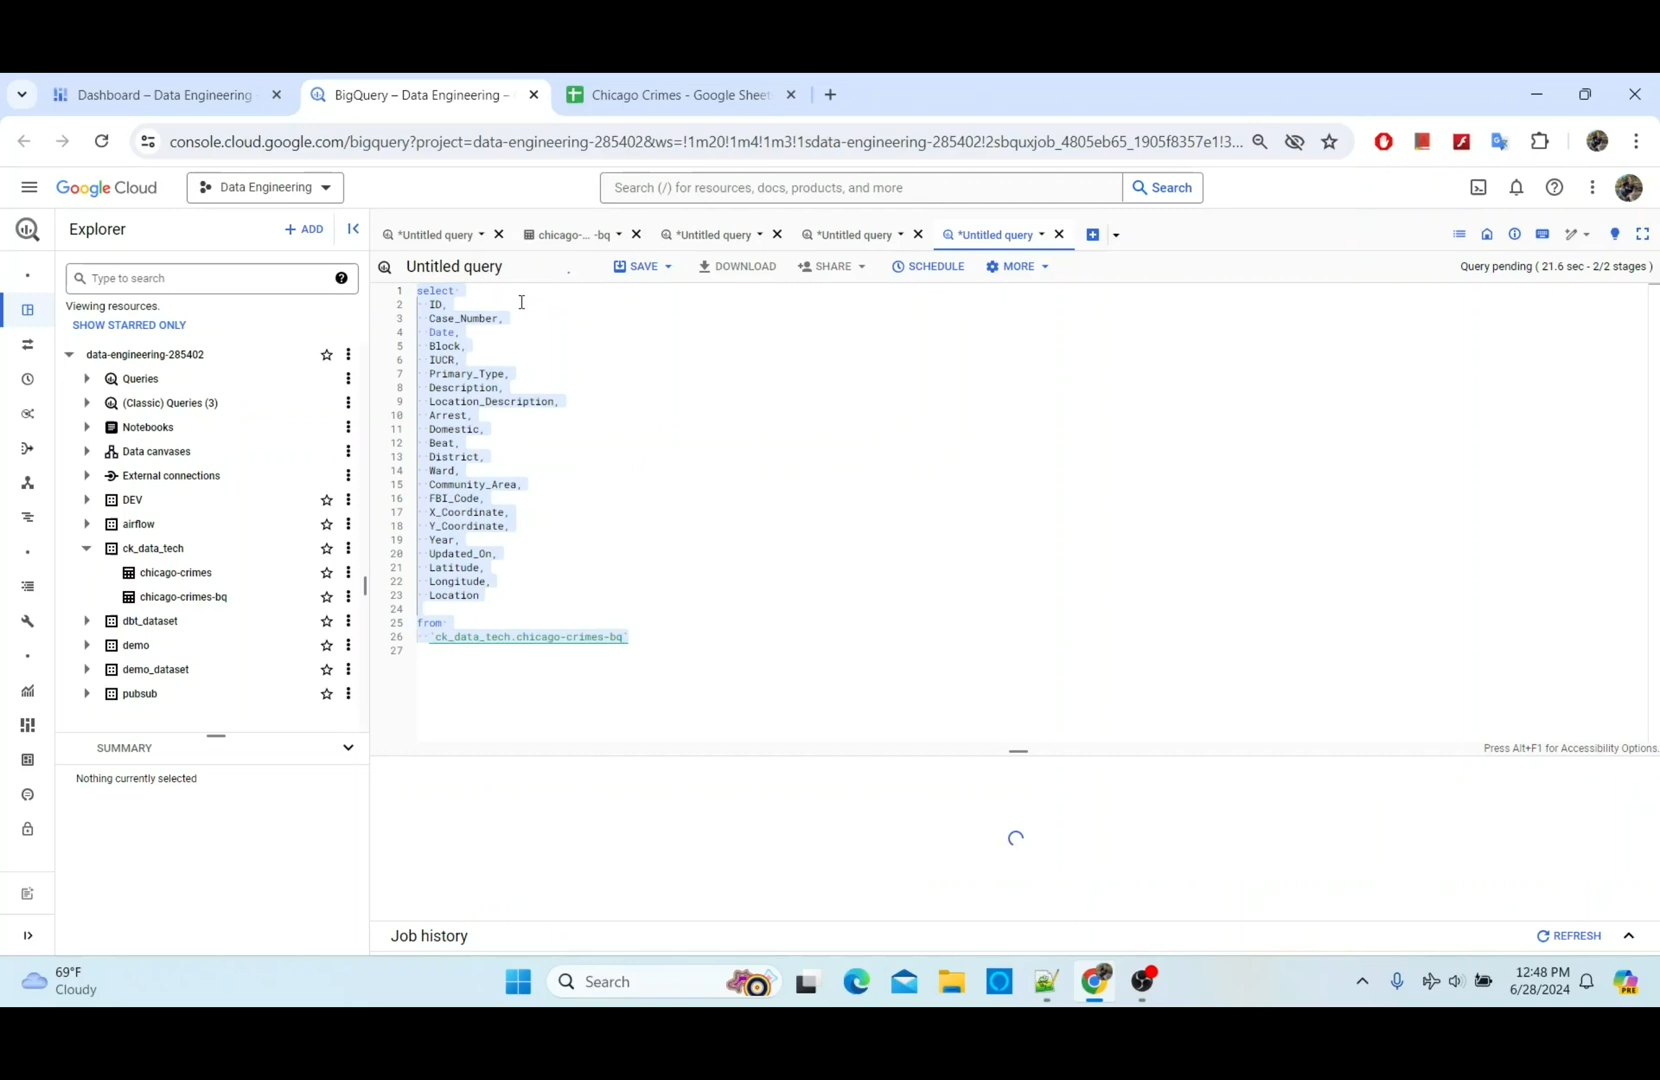 Dashboard – Data Engineering
BigQuery – Data Engineering –
Chicago Crimes - Google Sheet
console.cloud.google.com/bigquery?project=data-engineering-285402&ws=!1m20!1m4!1m3!1sdata-engineering-285402!2sbquxjob_4805eb65_1905f8357e1!3...
Google Cloud
Data Engineering
Search (/) for resources, docs, products, and more
Search
Explorer
+ ADD
*Untitled query
chicago-... -bq
*Untitled query
*Untitled query
*Untitled query
Untitled query
SAVE
DOWNLOAD
SHARE
SCHEDULE
MORE
Query pending ( 21.6 sec - 2/2 stages )
Type to search
Viewing resources.
SHOW STARRED ONLY
data-engineering-285402
Queries
(Classic) Queries (3)
Notebooks
Data canvases
External connections
DEV
airflow
ck_data_tech
chicago-crimes
chicago-crimes-bq
dbt_dataset
demo
demo_dataset
pubsub
SUMMARY
Nothing currently selected
1 select
2 ID,
3 Case_Number,
4 Date,
5 Block,
6 IUCR,
7 Primary_Type,
8 Description,
9 Location_Description,
10 Arrest,
11 Domestic,
12 Beat,
13 District,
14 Ward,
15 Community_Area,
16 FBI_Code,
17 X_Coordinate,
18 Y_Coordinate,
19 Year,
20 Updated_On,
21 Latitude,
22 Longitude,
23 Location
24
25 from
26 `ck_data_tech.chicago-crimes-bq`
27
Press Alt+F1 for Accessibility Options.
Job history
REFRESH
69°F
Cloudy
Search
12:48 PM
6/28/2024
PRE